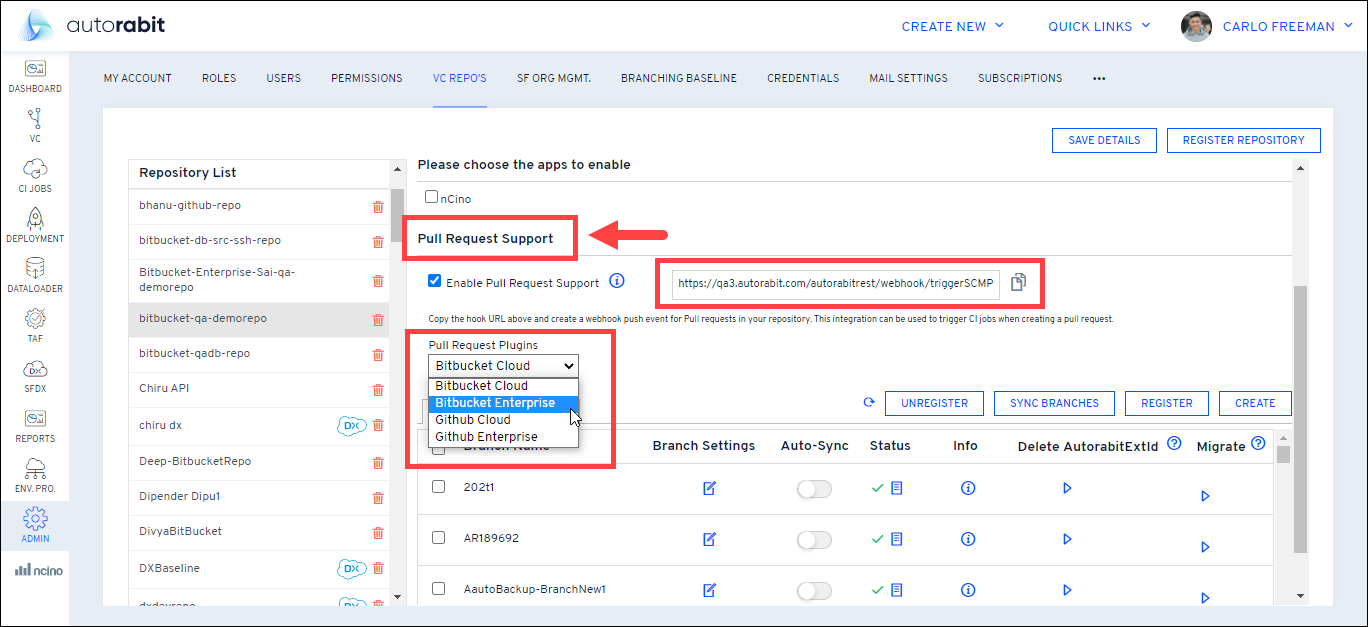 autorabit
CREATE NEW
QUICK LINKS
CARLO FREEMAN
DASHBOARD
VC
CI JOBS
DEPLOYMENT
DATALOADER
TAF
SFDX
REPORTS
ENV. PRO.
ADMIN
ncino
MY ACCOUNT
ROLES
USERS
PERMISSIONS
VC REPO'S
SF ORG MGMT.
BRANCHING BASELINE
CREDENTIALS
MAIL SETTINGS
SUBSCRIPTIONS
•••
SAVE DETAILS
REGISTER REPOSITORY
Repository List
bhanu-github-repo
bitbucket-db-src-ssh-repo
Bitbucket-Enterprise-Sai-qa-
demorepo
bitbucket-qa-demorepo
bitbucket-qadb-repo
Chiru API
chiru dx
DX
Deep-BitbucketRepo
Dipender Dipu1
DivyaBitBucket
DXBaseline
DX
dxdevrepo
DX
Please choose the apps to enable
nCino
Pull Request Support
Enable Pull Request Support
https://qa3.autorabit.com/autorabitrest/webhook/triggerSCMP
Copy the hook URL above and create a webhook push event for Pull requests in your repository. This integration can be used to trigger CI jobs when creating a pull request.
Pull Request Plugins
Bitbucket Cloud
Bitbucket Cloud
Bitbucket Enterprise
Github Cloud
Github Enterprise
UNREGISTER
SYNC BRANCHES
REGISTER
CREATE
Branch Name
Branch Settings
Auto-Sync
Status
Info
Delete AutorabitExtId
Migrate
202t1
AR189692
AautoBackup-BranchNew1